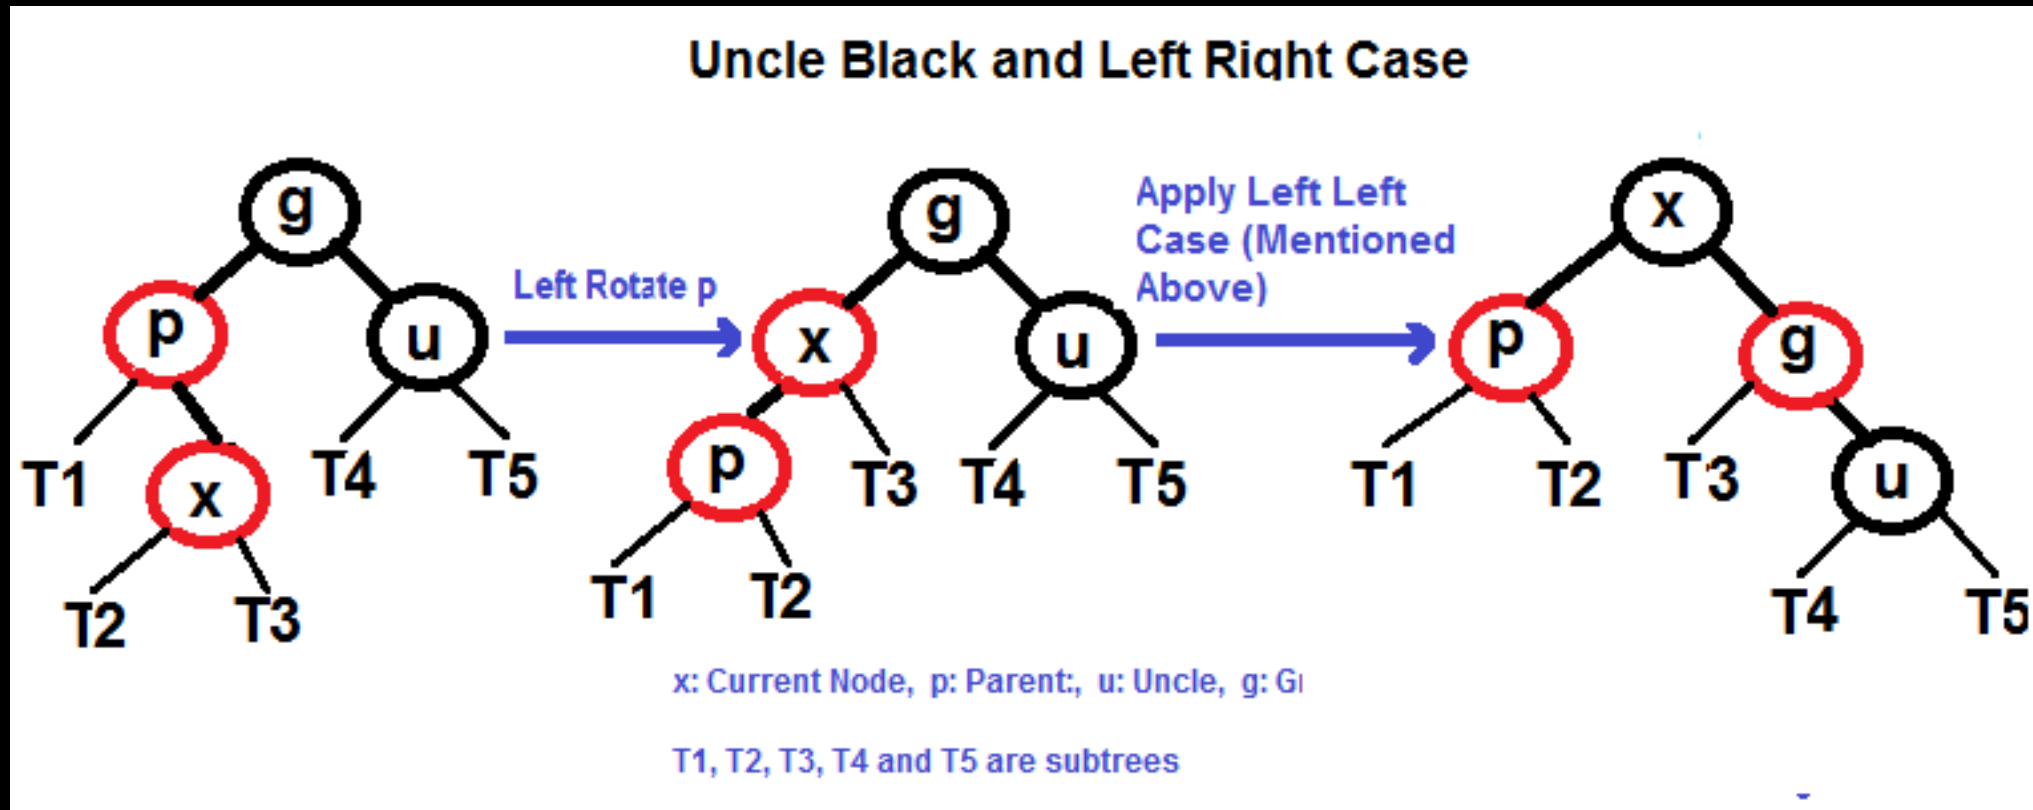 Uncle Black and Left Right Case
g
p
u
T1
x
T4
T5
T2
T3
Left Rotate p
g
x
u
p
T3
T4
T5
T1
T2
Apply Left Left
Case (Mentioned
Above)
x
p
g
T1
T2
T3
u
T4
T5
x: Current Node, p: Parent:, u: Uncle, g:
T1, T2, T3, T4 and T5 are subtrees